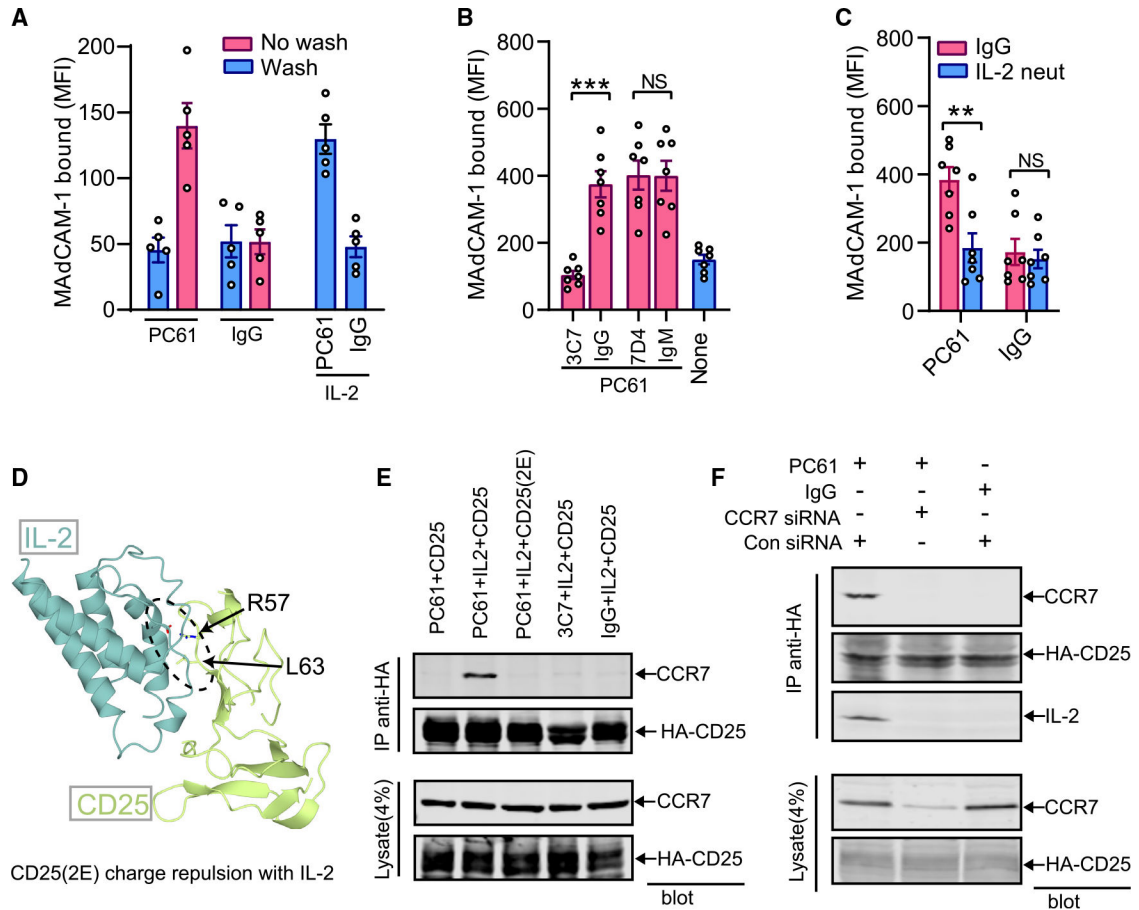 A
MAdCAM-1 bound (MFI)
200
150
100
50
0
No wash
Wash
PC61
IgG
PC61
IgG
IL-2
B
MAdCAM-1 bound (MFI)
800
600
400
200
0
***
NS
3C7
IgG
7D4
IgM
None
PC61
C
MAdCAM-1 bound (MFI)
800
600
400
200
0
IgG
IL-2 neut
**
NS
PC61
IgG
D
IL-2
R57
L63
CD25
CD25(2E) charge repulsion with IL-2
E
PC61+CD25
PC61+IL2+CD25
PC61+IL2+CD25(2E)
3C7+IL2+CD25
IgG+IL2+CD25
IP anti-HA
CCR7
HA-CD25
Lysate(4%)
CCR7
HA-CD25
blot
F
PC61 + + -
IgG - - +
CCR7 siRNA - + -
Con siRNA + - +
IP anti-HA
CCR7
HA-CD25
IL-2
Lysate(4%)
CCR7
HA-CD25
blot